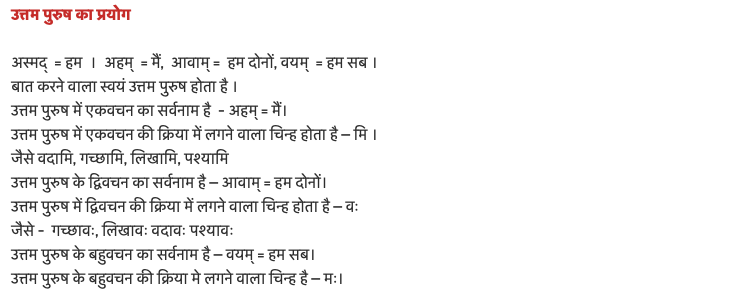 उत्तम पुरुष का प्रयोग
अस्मद् = हम । अहम् = मैं, आवाम् = हम दोनों, वयम् = हम सब ।
बात करने वाला स्वयं उत्तम पुरुष होता है ।
उत्तम पुरुष में एकवचन का सर्वनाम है - अहम् = मैं।
उत्तम पुरुष में एकवचन की क्रिया में लगने वाला चिन्ह होता है – मि ।
जैसे वदामि, गच्छामि, लिखामि, पश्यामि
उत्तम पुरुष के द्विवचन का सर्वनाम है – आवाम् = हम दोनों।
उत्तम पुरुष में द्विवचन की क्रिया में लगने वाला चिन्ह होता है – वः
जैसे - गच्छावः, लिखावः वदावः पश्यावः
उत्तम पुरुष के बहुवचन का सर्वनाम है – वयम् = हम सब।
उत्तम पुरुष के बहुवचन की क्रिया मे लगने वाला चिन्ह है – मः।